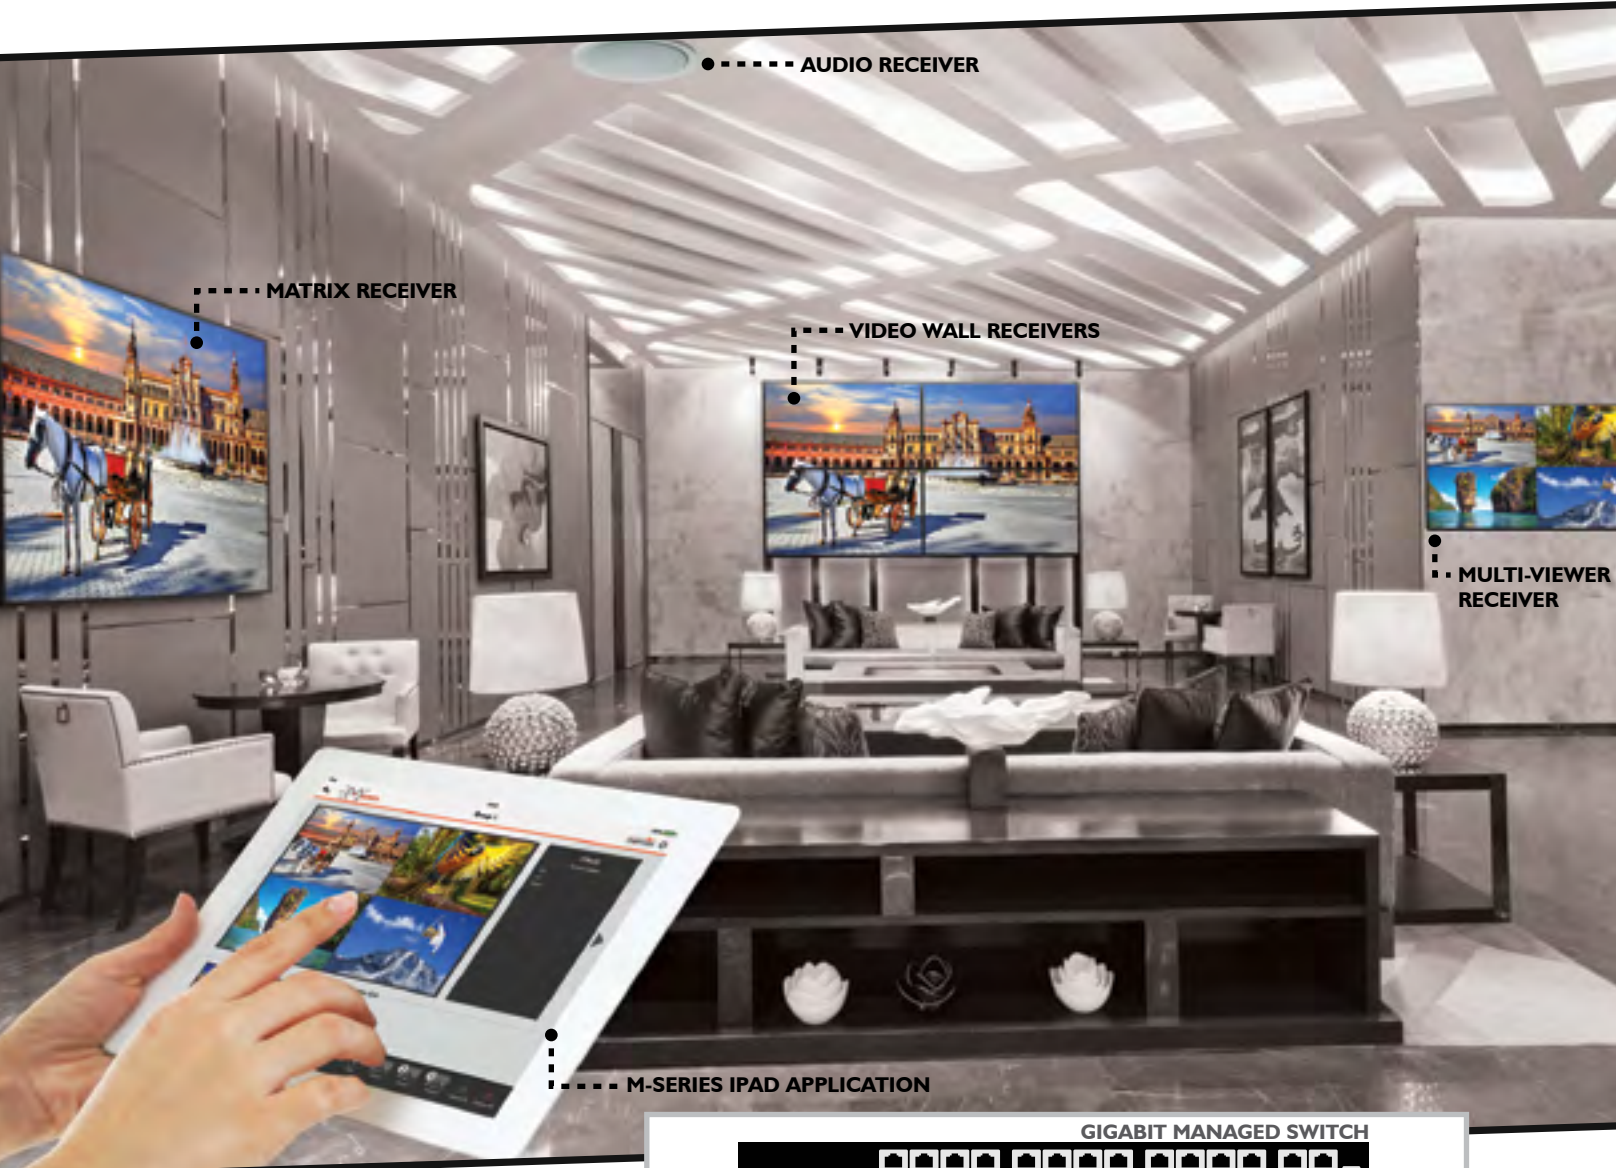 AUDIO RECEIVER
MATRIX RECEIVER
VIDEO WALL RECEIVERS
MULTI-VIEWER
RECEIVER
M-SERIES IPAD APPLICATION
GIGABIT MANAGED SWITCH